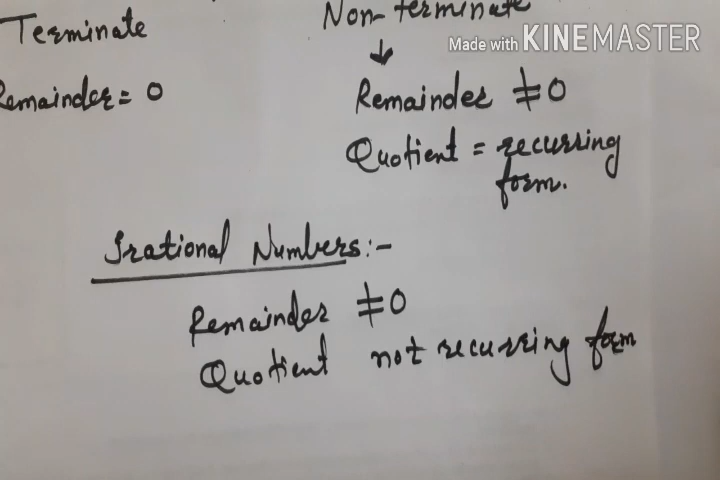 Terminate
Remainder = 0
Non-terminate
↓
Remainder ≠ 0
Quotient = recurring
form.
Irational Numbers:-
Remainder ≠ 0
Quotient not recurring form
Made with KINEMASTER